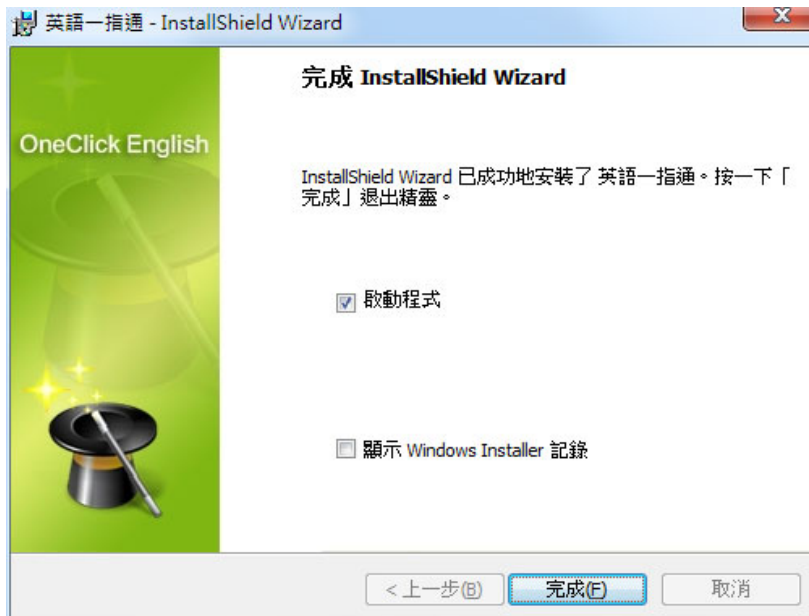 英語一指通 - InstallShield Wizard
完成 InstallShield Wizard
OneClick English
InstallShield Wizard 已成功地安裝了 英語一指通。按一下「
完成」退出精靈。
啟動程式
顯示 Windows Installer 記錄
< 上一步(B)
完成(F)
取消